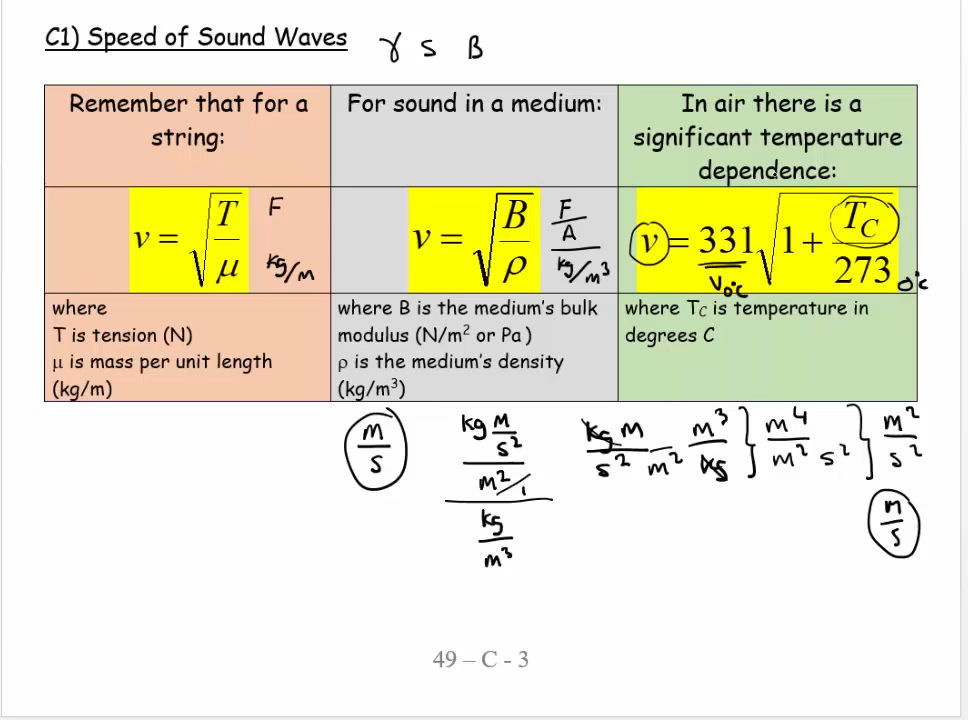 C1) Speed of Sound Waves γ S B
Remember that for a string:
For sound in a medium:
In air there is a significant temperature dependence:
v = √(T/μ) F kg/m
v = √(B/ρ) F/A kg/m³
v = 331√(1 + T_C/273) V₀°c 0°c
where
T is tension (N)
μ is mass per unit length
(kg/m)
where B is the medium's bulk
modulus (N/m² or Pa)
ρ is the medium's density
(kg/m³)
where T_C is temperature in
degrees C
m/s
kg m/s² / m²/1 / kg/m³
kg m/s² m² m³/kg } m⁴/m² s² } m²/s²
m/s
49 – C - 3